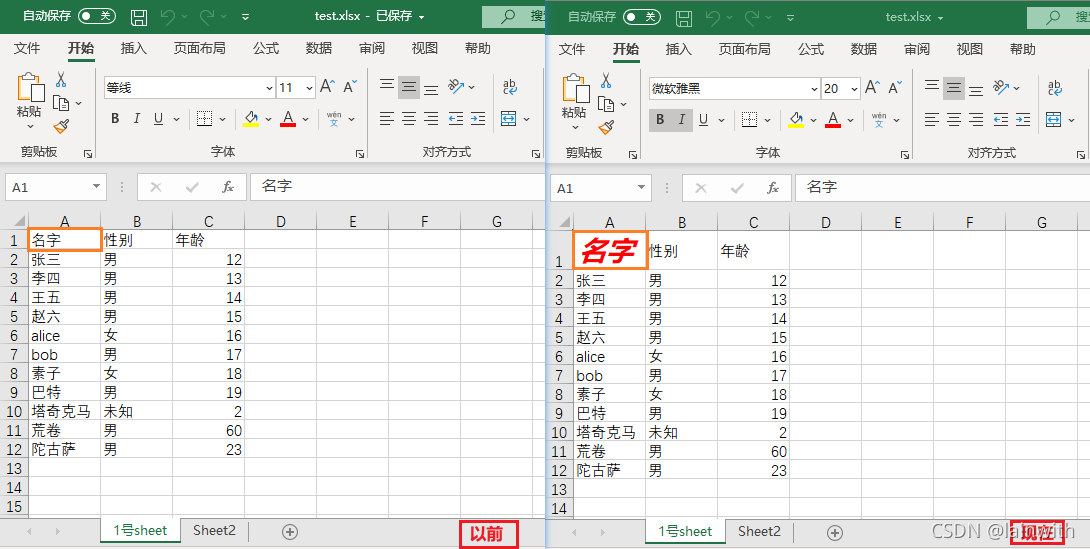 自动保存 关 test.xlsx - 已保存 搜
文件 开始 插入 页面布局 公式 数据 审阅 视图 帮助
等线 11 A A ab
粘贴 B I U A wén 文
剪贴板 字体 对齐方式
A1 fx 名字
A B C D E F G
1 名字 性别 年龄
2 张三 男 12
3 李四 男 13
4 王五 男 14
5 赵六 男 15
6 alice 女 16
7 bob 男 17
8 素子 女 18
9 巴特 男 19
10 塔奇克马 未知 2
11 荒卷 男 60
12 陀古萨 男 23
13
14
15
1号sheet Sheet2
以前
自动保存 关 test.xlsx
文件 开始 插入 页面布局 公式 数据 审阅 视图 帮助
微软雅黑 20 A A ab
粘贴 B I U A wén 文
剪贴板 字体 对齐方式
A1 fx 名字
A B C D E F G
1 名字 性别 年龄
2 张三 男 12
3 李四 男 13
4 王五 男 14
5 赵六 男 15
6 alice 女 16
7 bob 男 17
8 素子 女 18
9 巴特 男 19
10 塔奇克马 未知 2
11 荒卷 男 60
12 陀古萨 男 23
13
14
1号sheet Sheet2
现在